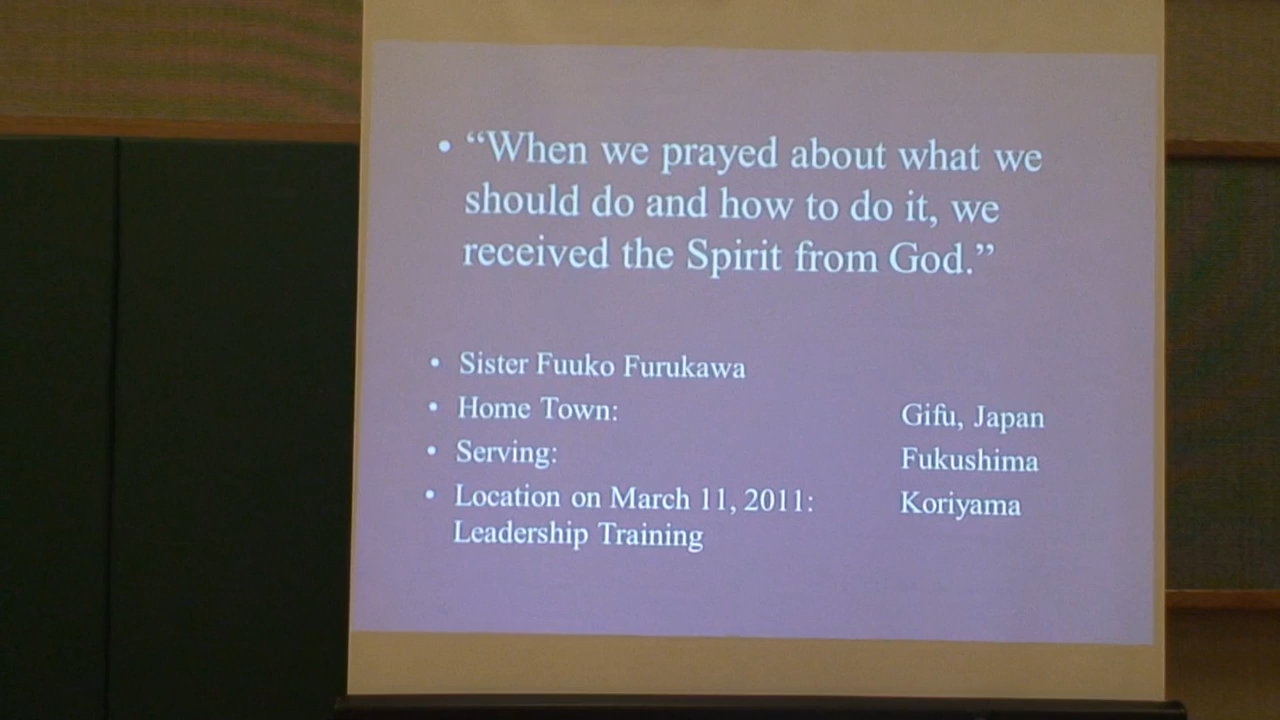 • “When we prayed about what we
should do and how to do it, we
received the Spirit from God.”
• Sister Fuuko Furukawa
• Home Town: Gifu, Japan
• Serving: Fukushima
• Location on March 11, 2011: Koriyama
Leadership Training